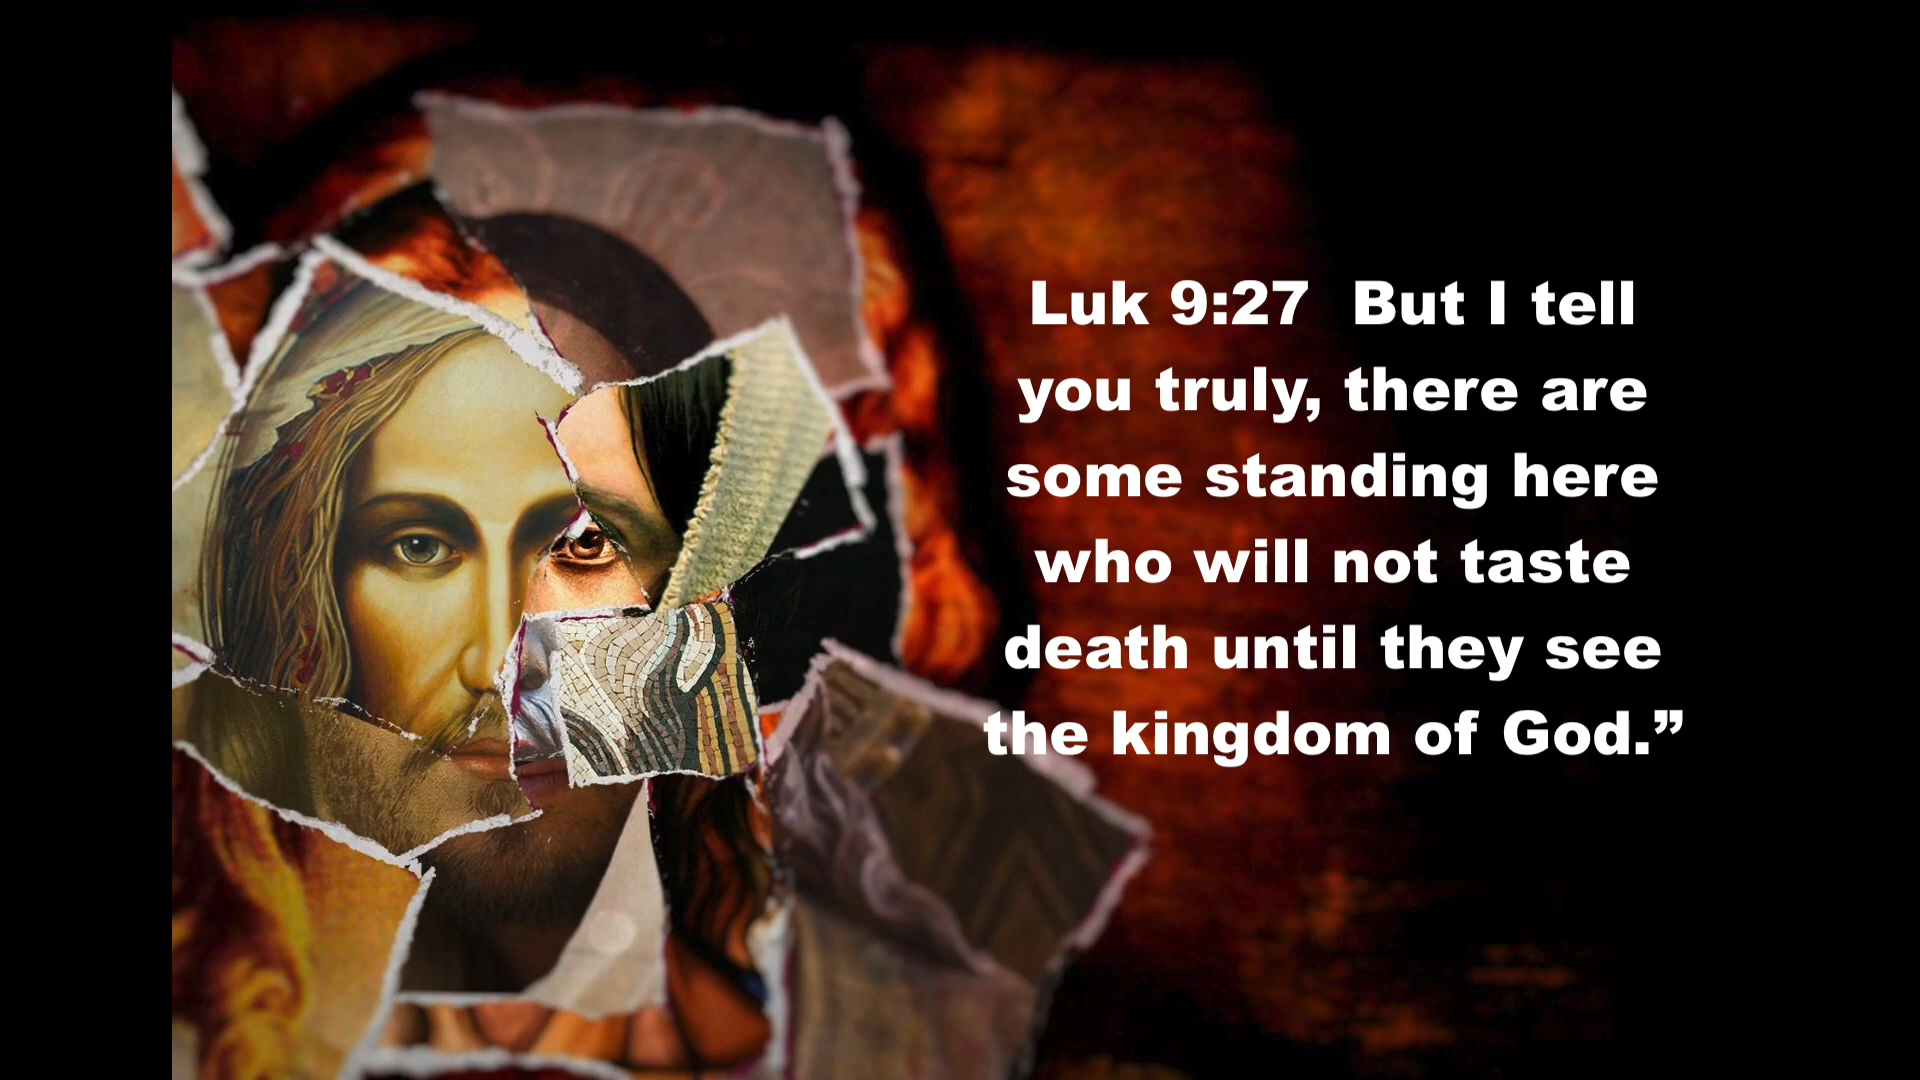 Luk 9:27  But I tell
you truly, there are
some standing here
who will not taste
death until they see
the kingdom of God.”